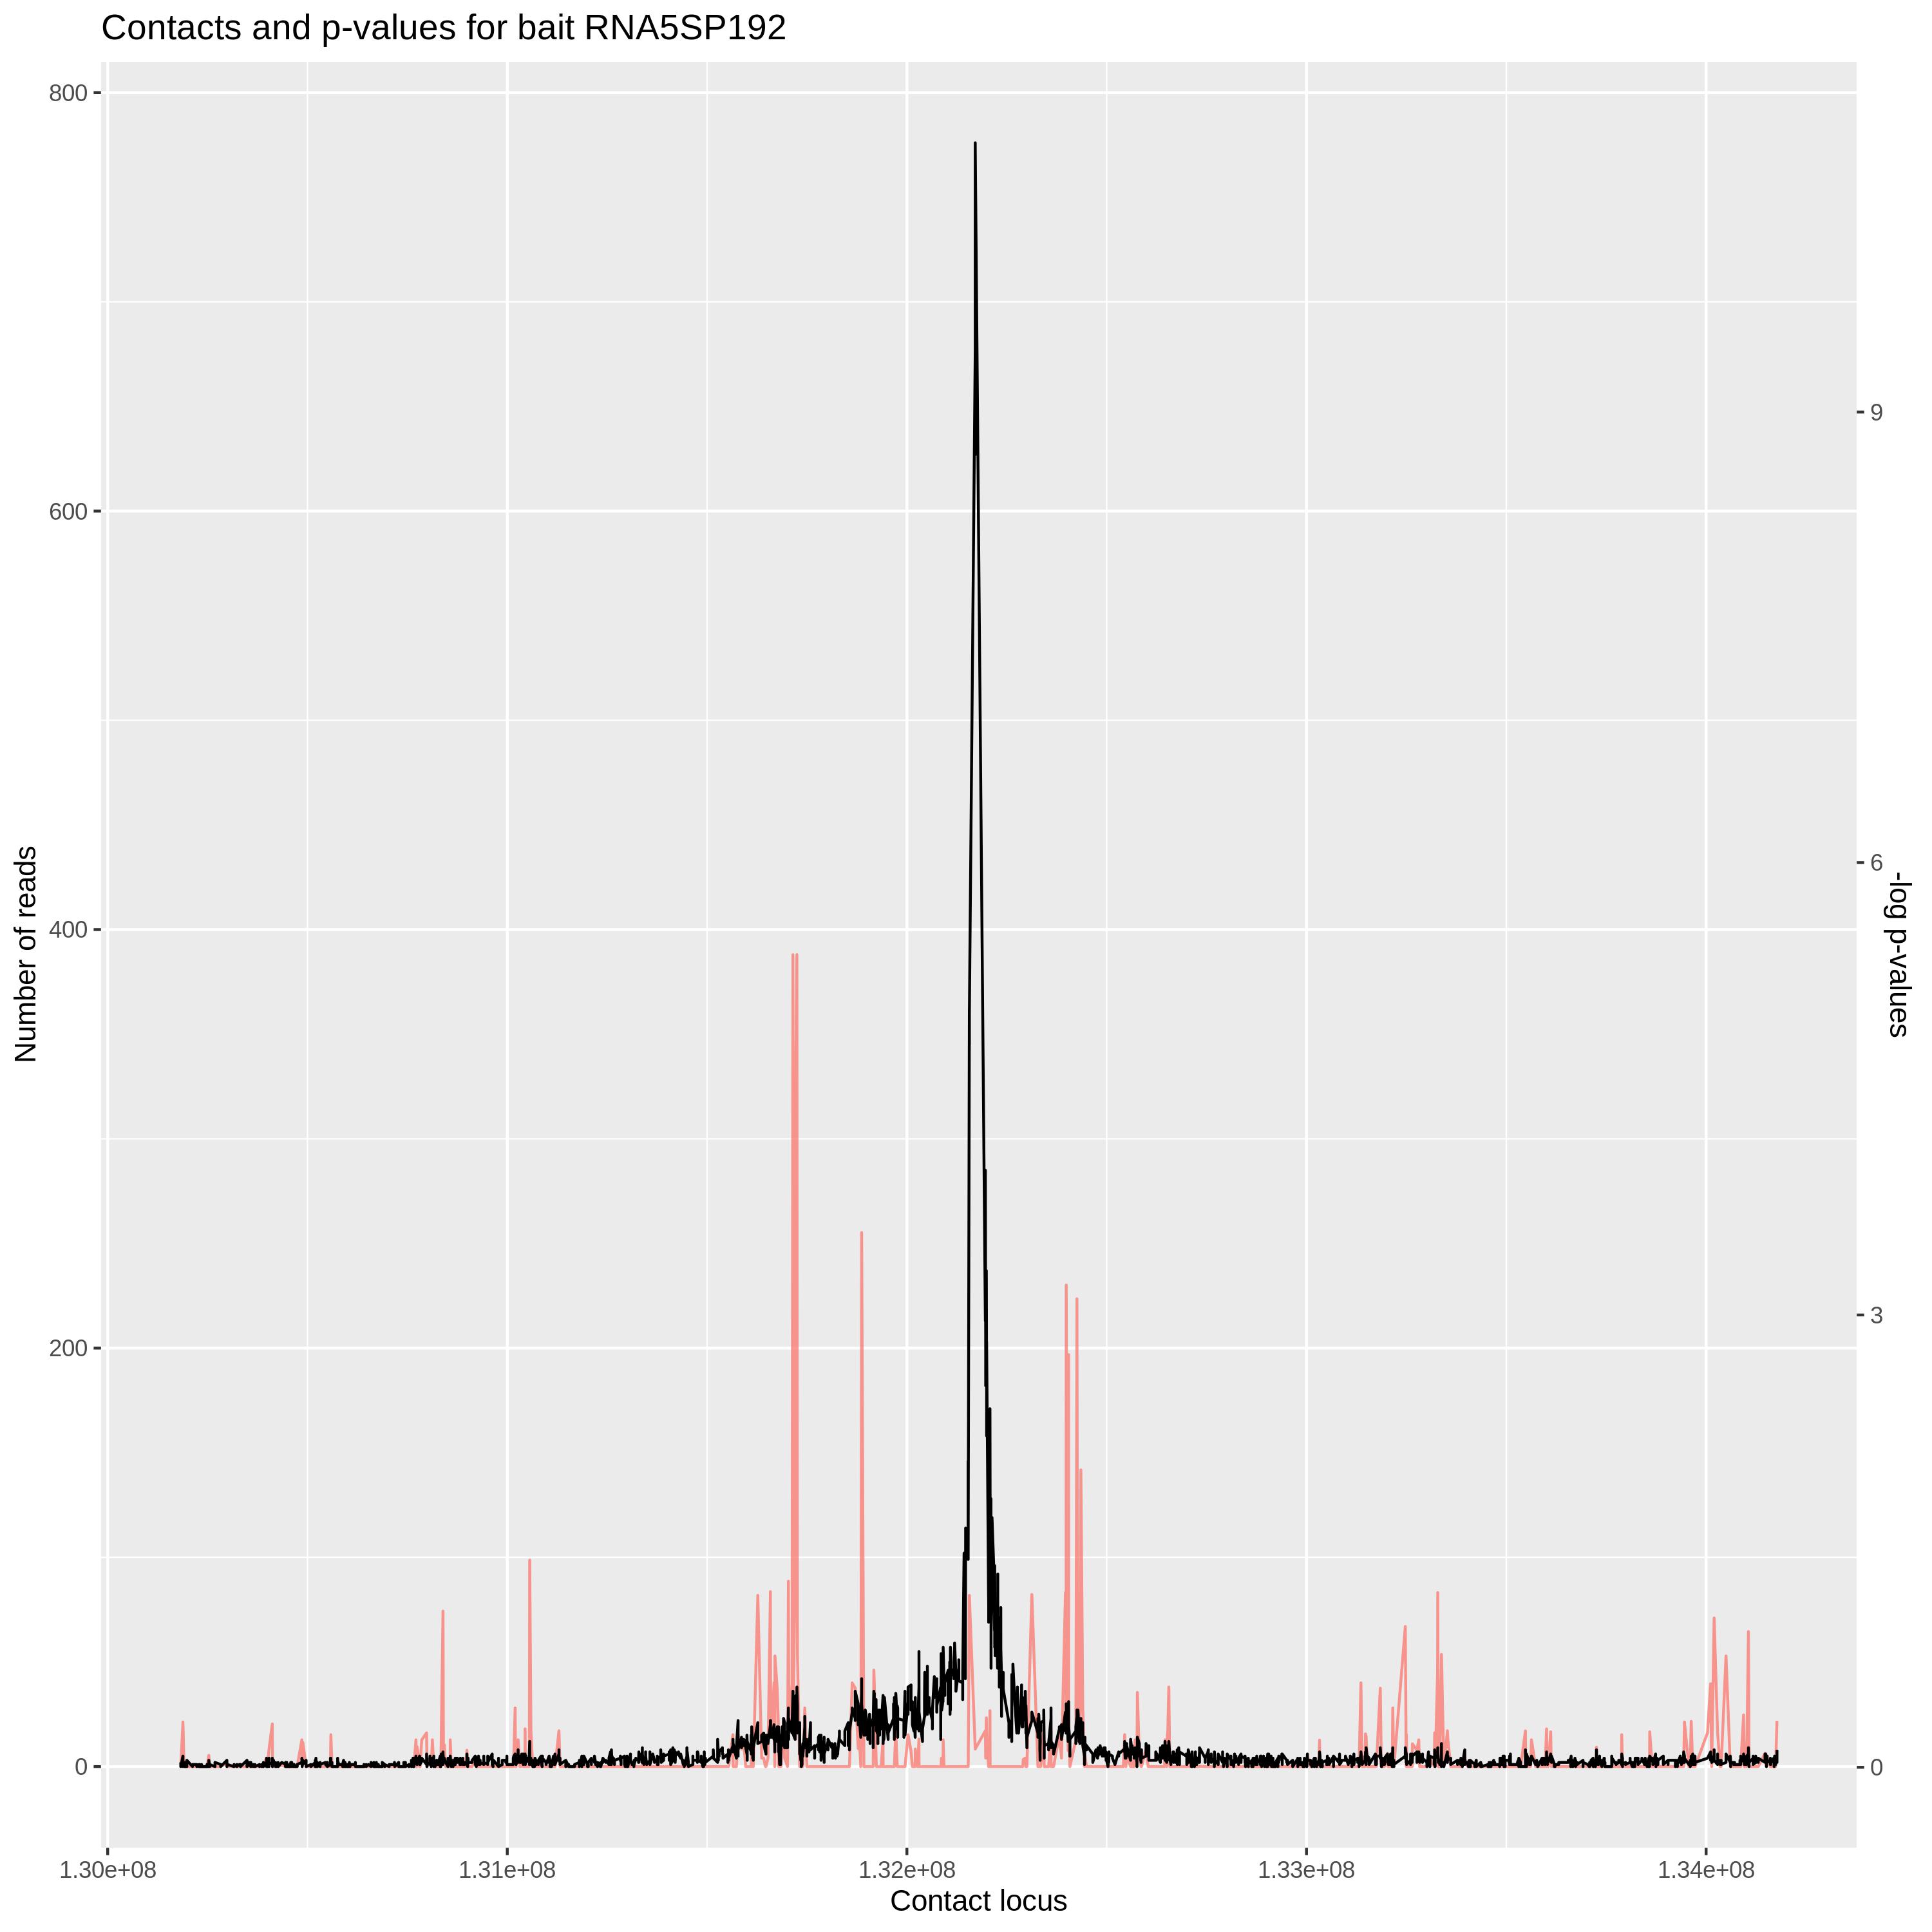 Contacts and p-values for bait RNA5SP192
800
600
400
200
0
9
6
3
0
Number of reads
-log p-values
1.30e+08
1.31e+08
1.32e+08
1.33e+08
1.34e+08
Contact locus